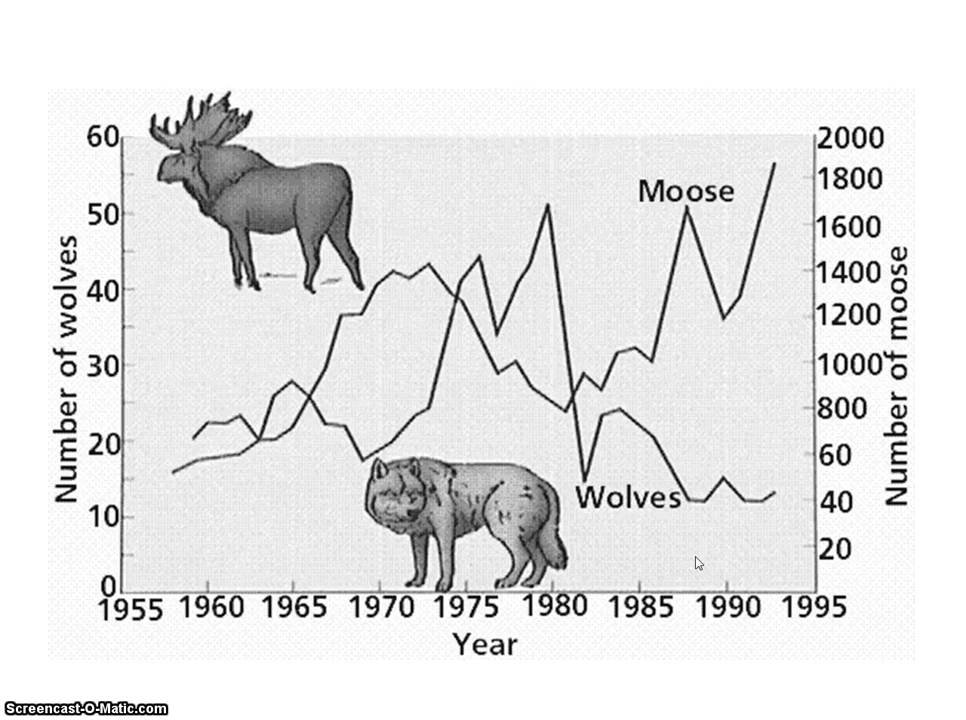 60
50
40
30
20
10
0
Number of wolves
2000
1800
1600
1400
1200
1000
800
60
40
20
Number of moose
Moose
Wolves
1955 1960 1965 1970 1975 1980 1985 1990 1995
Year
Screencast-O-Matic.com